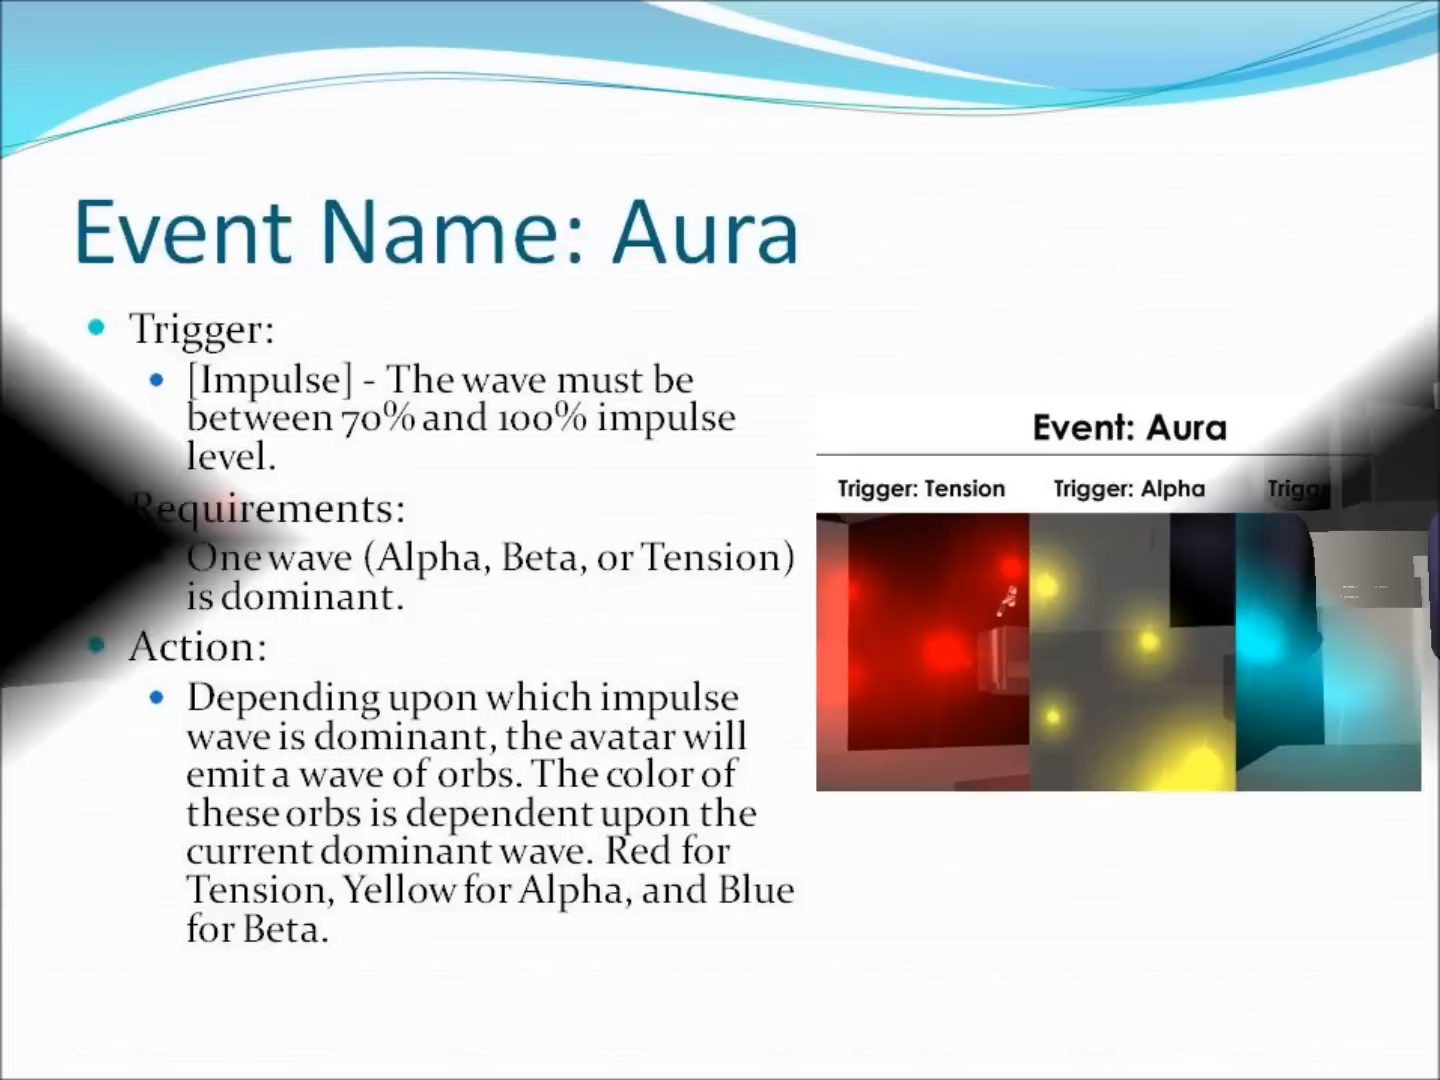 Event Name: Aura
Trigger:
[Impulse] - The wave must be
between 70% and 100% impulse
level.
Requirements:
One wave (Alpha, Beta, or Tension)
is dominant.
Action:
Depending upon which impulse
wave is dominant, the avatar will
emit a wave of orbs. The color of
these orbs is dependent upon the
current dominant wave. Red for
Tension, Yellow for Alpha, and Blue
for Beta.
Event: Aura
Trigger: Tension
Trigger: Alpha